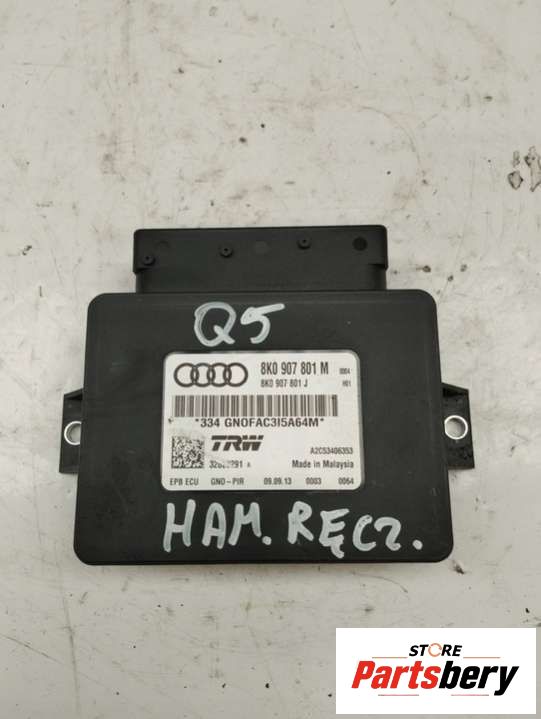 Q5
8K0 907 801 M 0004
8K0 907 801 J H01
*334 GNOFAC3I5A64M*
TRW A2C53406353
A Made in Malaysia
EPB ECU GNO-PIR 09.09.13 0003 0064
HAM. RĘCZ.
STORE
Partsbery